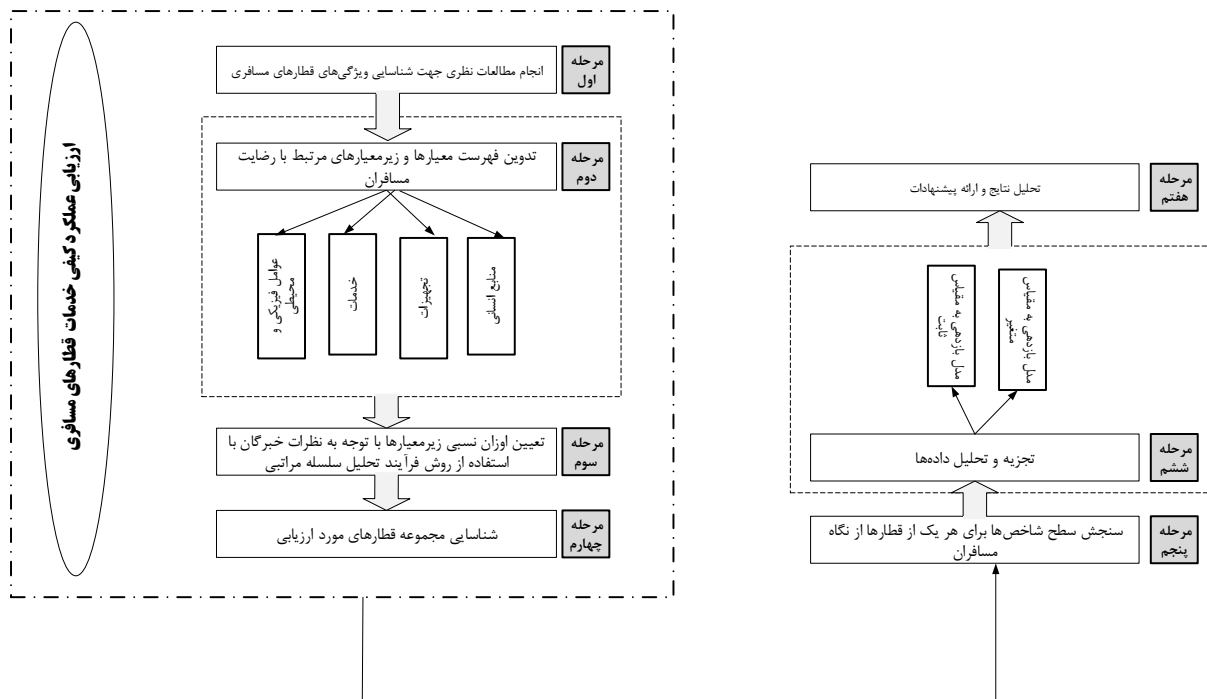 ارزیابی عملکرد کیفی خدمات قطارهای مسافری
مرحله
اول
انجام مطالعات نظری جهت شناسایی ویژگی‌های قطارهای مسافری
مرحله
دوم
تدوین فهرست معیارها و زیرمعیارهای مرتبط با رضایت
مسافران
منابع انسانی
تجهیزات
خدمات
عوامل فیزیکی و
محیطی
مرحله
سوم
تعیین اوزان نسبی زیرمعیارها با توجه به نظرات خبرگان با
استفاده از روش فرآیند تحلیل سلسله مراتبی
مرحله
چهارم
شناسایی مجموعه قطارهای مورد ارزیابی
مرحله
پنجم
سنجش سطح شاخص‌ها برای هر یک از قطارها از نگاه
مسافران
مرحله
ششم
تجزیه و تحلیل داده‌ها
مدل بازدهی به مقیاس
متغیر
مدل بازدهی به مقیاس
ثابت
مرحله
هفتم
تحلیل نتایج و ارائه پیشنهادات